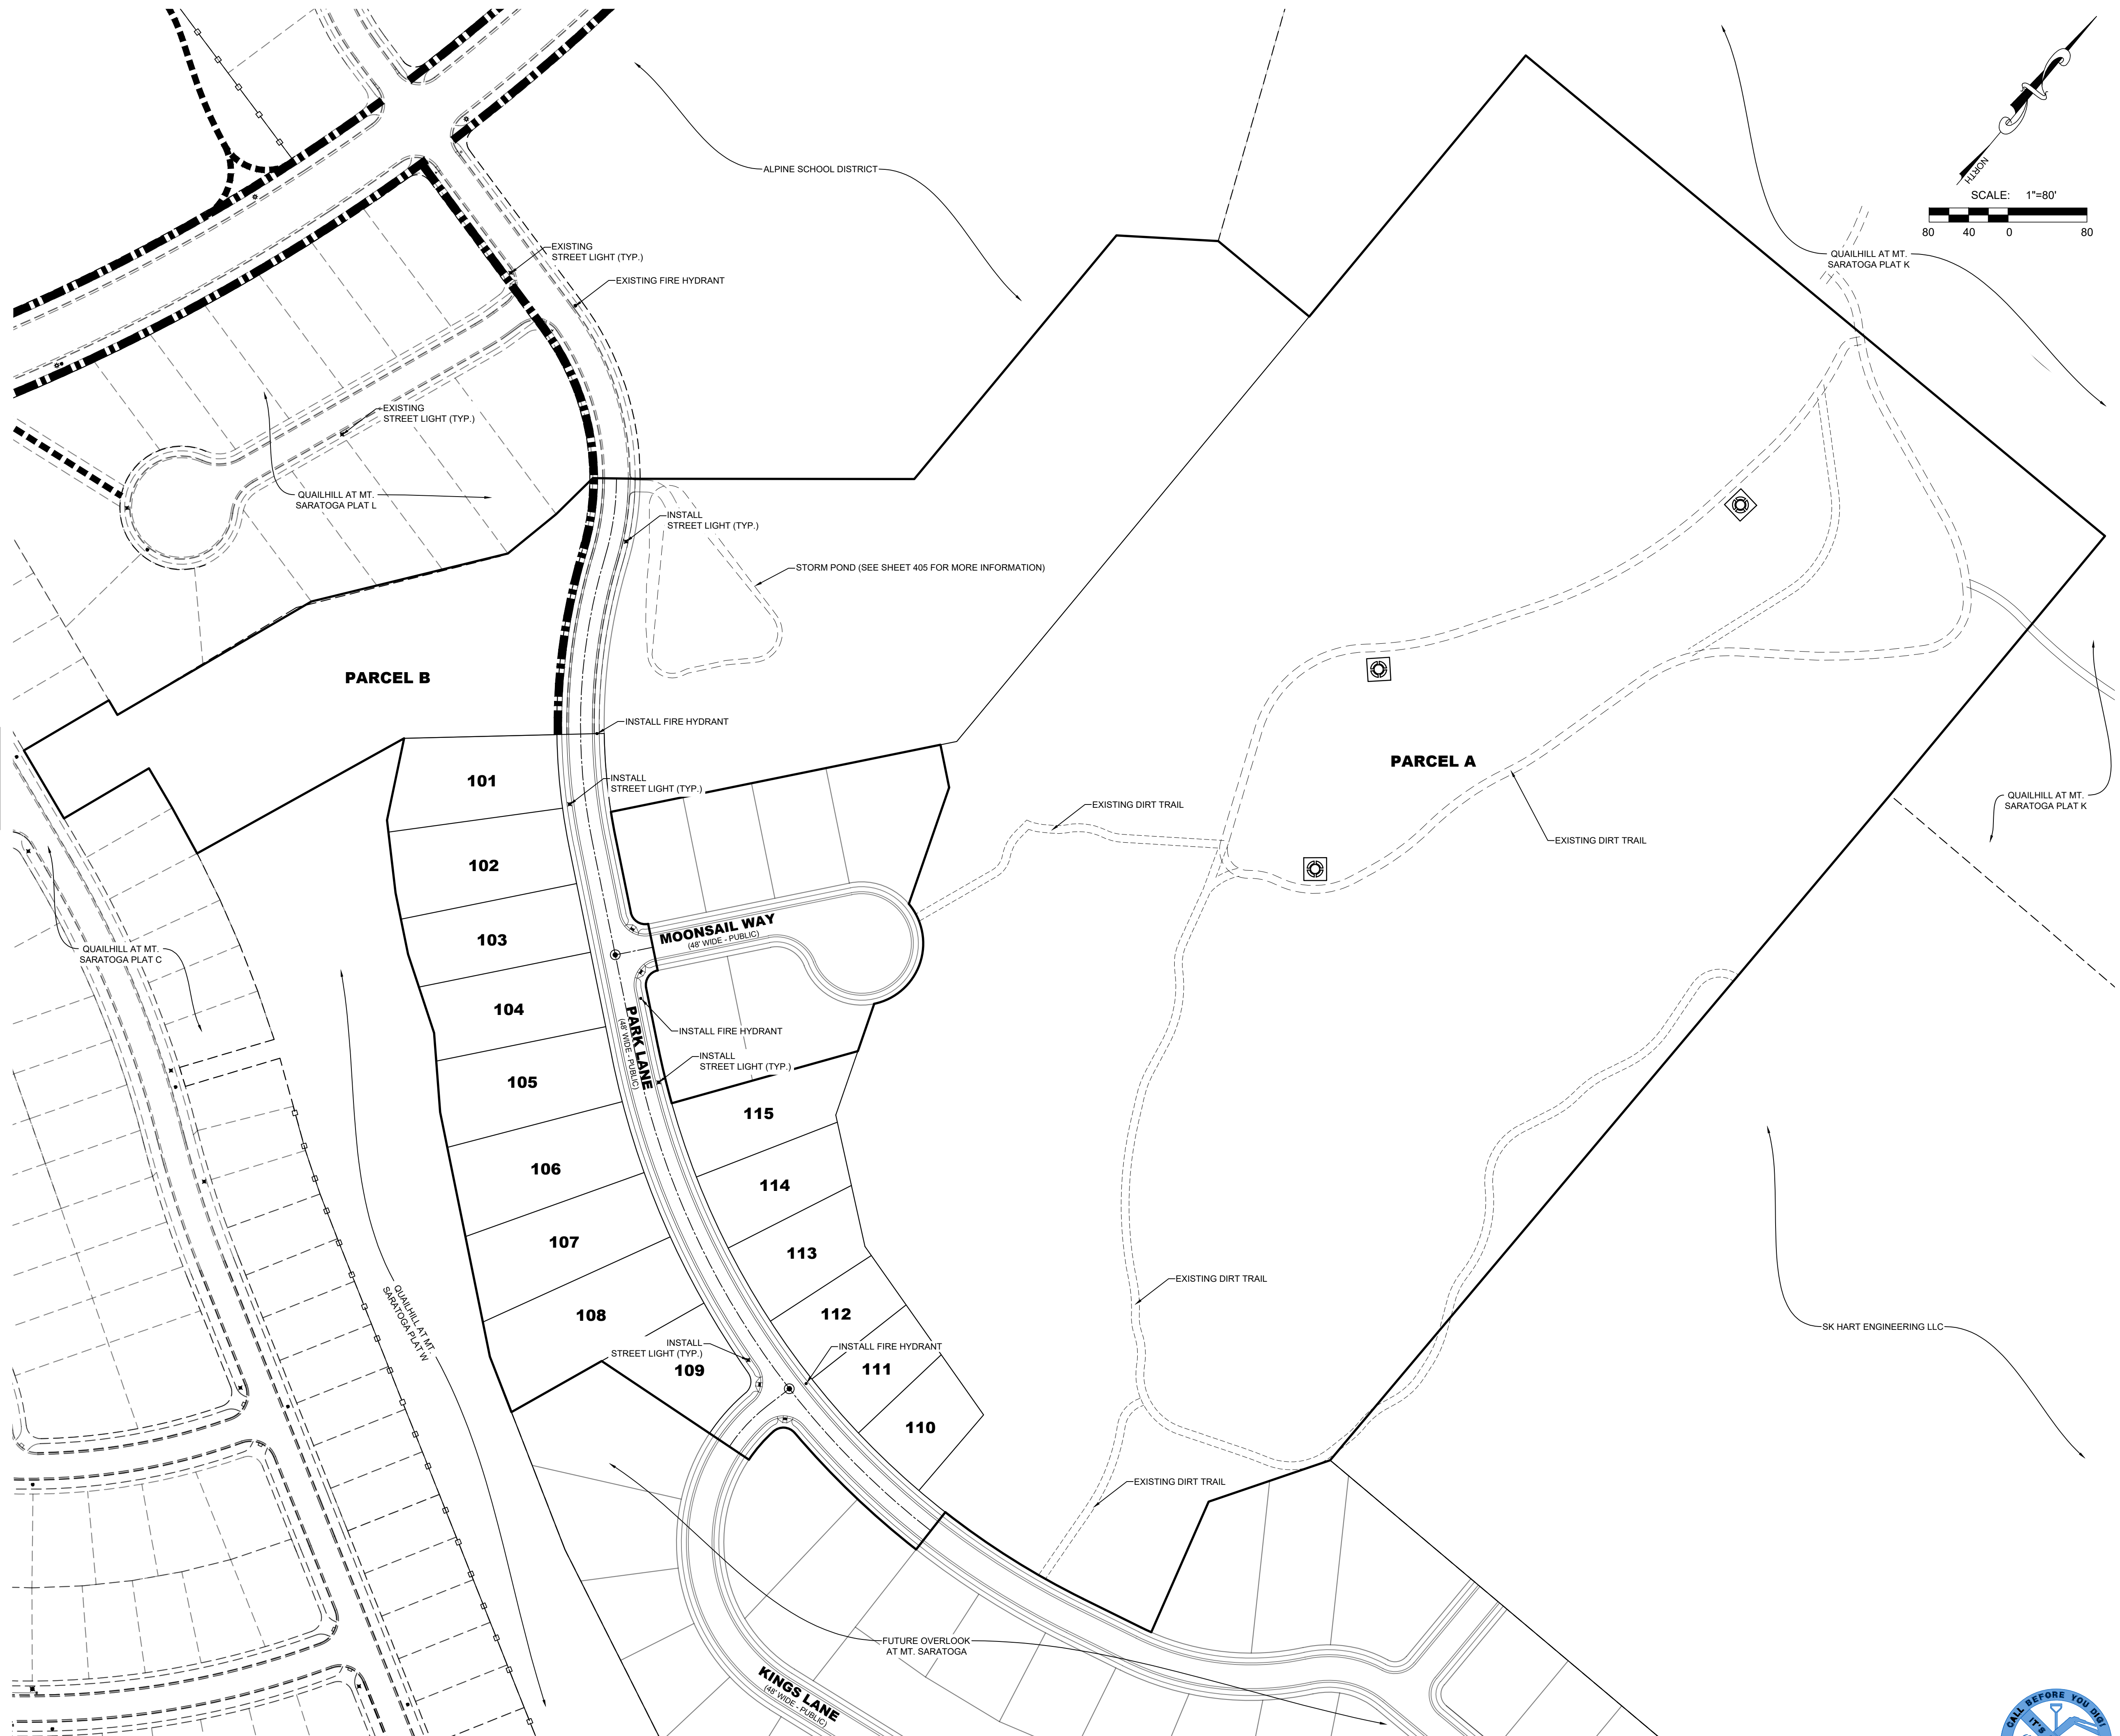 NORTH
SCALE: 1"=80'
80 40 0 80
ALPINE SCHOOL DISTRICT
QUAILHILL AT MT.
SARATOGA PLAT K
EXISTING
STREET LIGHT (TYP.)
EXISTING FIRE HYDRANT
EXISTING
STREET LIGHT (TYP.)
QUAILHILL AT MT.
SARATOGA PLAT L
INSTALL
STREET LIGHT (TYP.)
STORM POND (SEE SHEET 405 FOR MORE INFORMATION)
PARCEL B
INSTALL FIRE HYDRANT
PARCEL A
101
INSTALL
STREET LIGHT (TYP.)
EXISTING DIRT TRAIL
QUAILHILL AT MT.
SARATOGA PLAT K
EXISTING DIRT TRAIL
102
103
MOONSAIL WAY
(48' WIDE - PUBLIC)
QUAILHILL AT MT.
SARATOGA PLAT C
104
PARK LANE
(48' WIDE - PUBLIC)
INSTALL FIRE HYDRANT
INSTALL
STREET LIGHT (TYP.)
105
115
106
114
107
113
EXISTING DIRT TRAIL
QUAILHILL AT MT.
SARATOGA PLAT W
108
112
SK HART ENGINEERING LLC
INSTALL
STREET LIGHT (TYP.)
INSTALL FIRE HYDRANT
109
111
110
EXISTING DIRT TRAIL
FUTURE OVERLOOK
AT MT. SARATOGA
KINGS LANE
(48' WIDE - PUBLIC)
CALL BEFORE YOU DIG!
IT'S